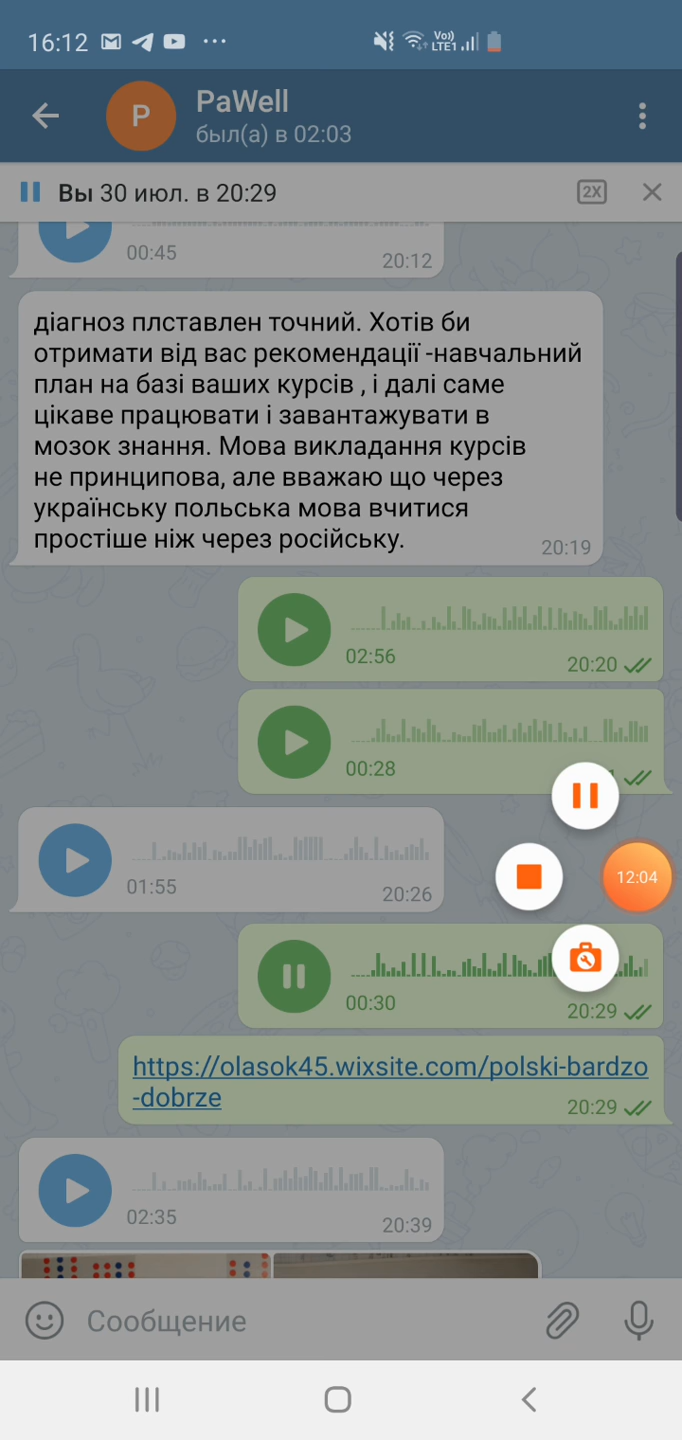 16:12
Vo))
LTE1
P
PaWell
был(а) в 02:03
Вы 30 июл. в 20:29
2X
00:45
20:12
діагноз плставлен точний. Хотів би
отримати від вас рекомендації -навчальний
план на базі ваших курсів , і далі саме
цікаве працювати і завантажувати в
мозок знання. Мова викладання курсів
не принципова, але вважаю що через
українську польська мова вчитися
простіше ніж через російську.
20:19
02:56
20:20
00:28
01:55
20:26
12:04
00:30
20:29
https://olasok45.wixsite.com/polski-bardzo
-dobrze
20:29
02:35
20:39
Сообщение